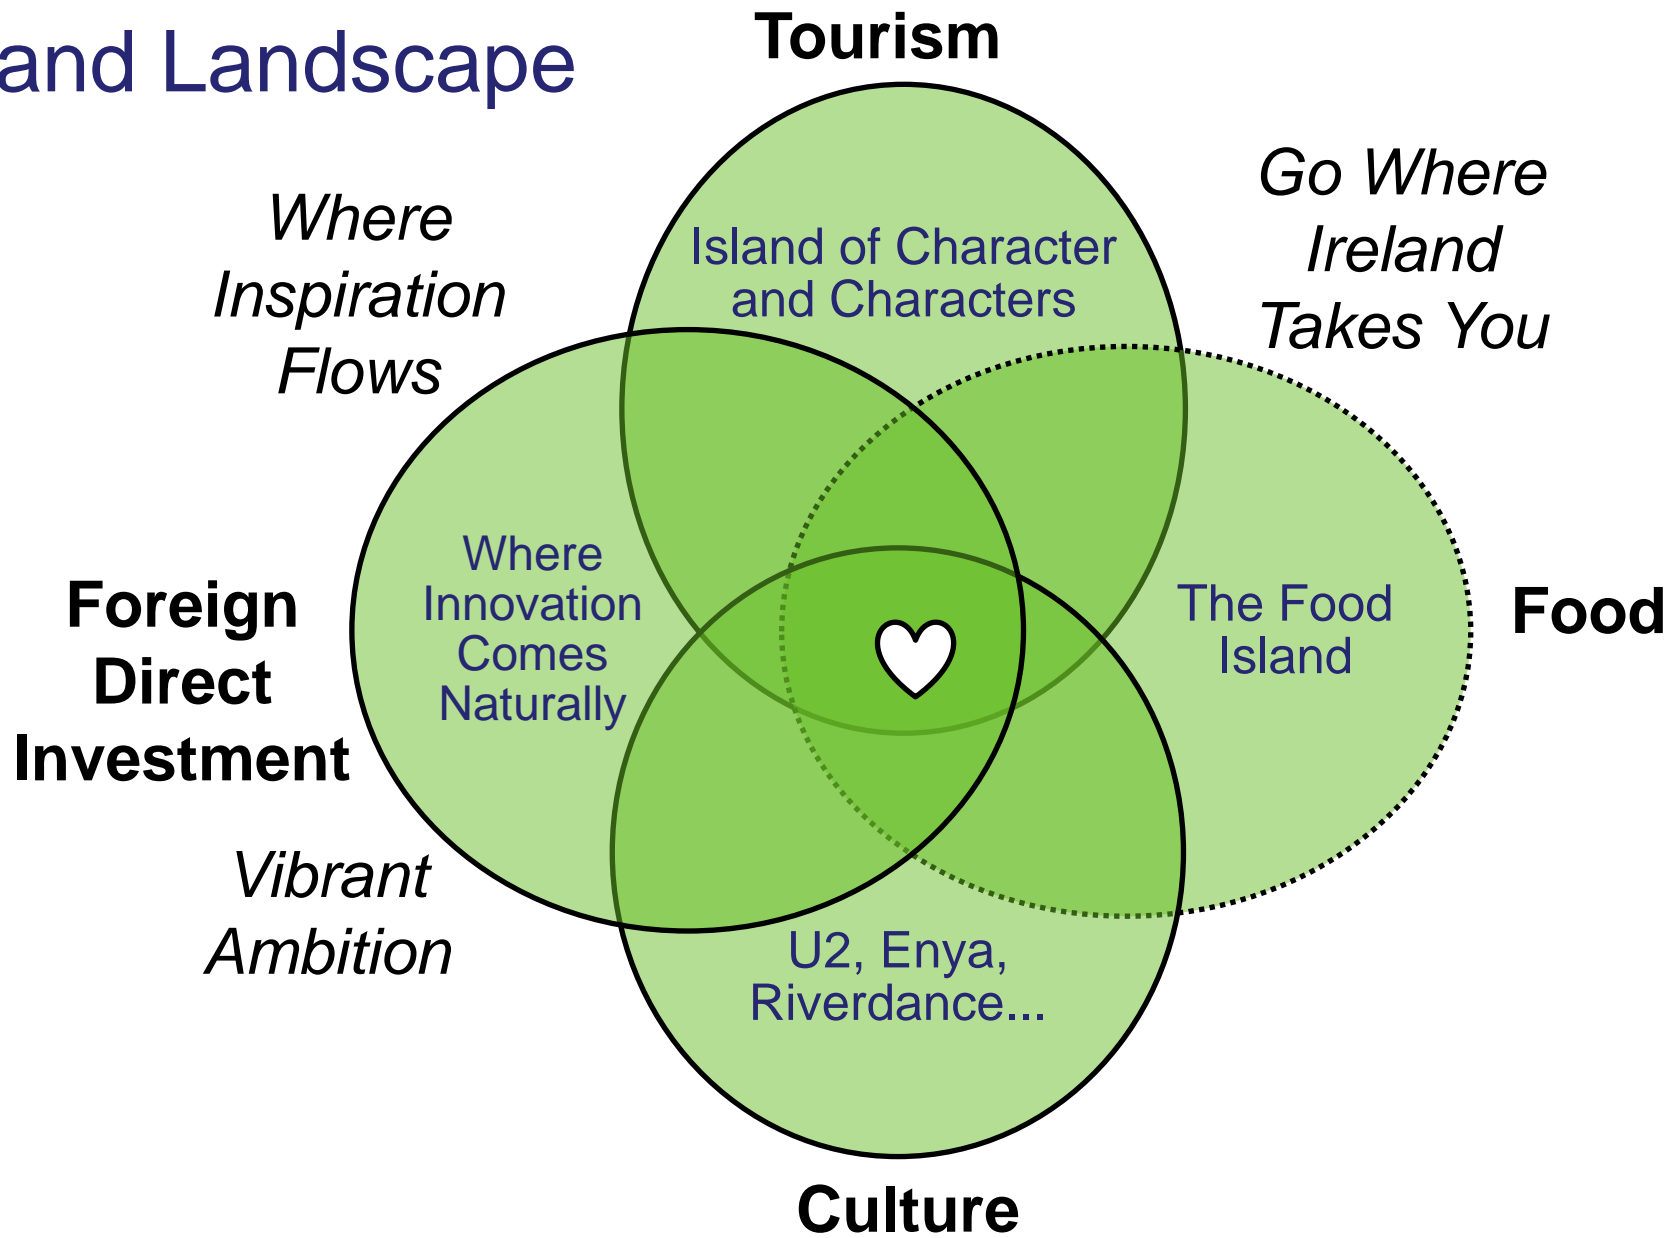 and Landscape
Tourism
Where
Inspiration
Flows
Go Where
Ireland
Takes You
Island of Character
and Characters
Foreign
Direct
Investment
Where
Innovation
Comes
Naturally
The Food
Island
Food
Vibrant
Ambition
U2, Enya,
Riverdance...
Culture